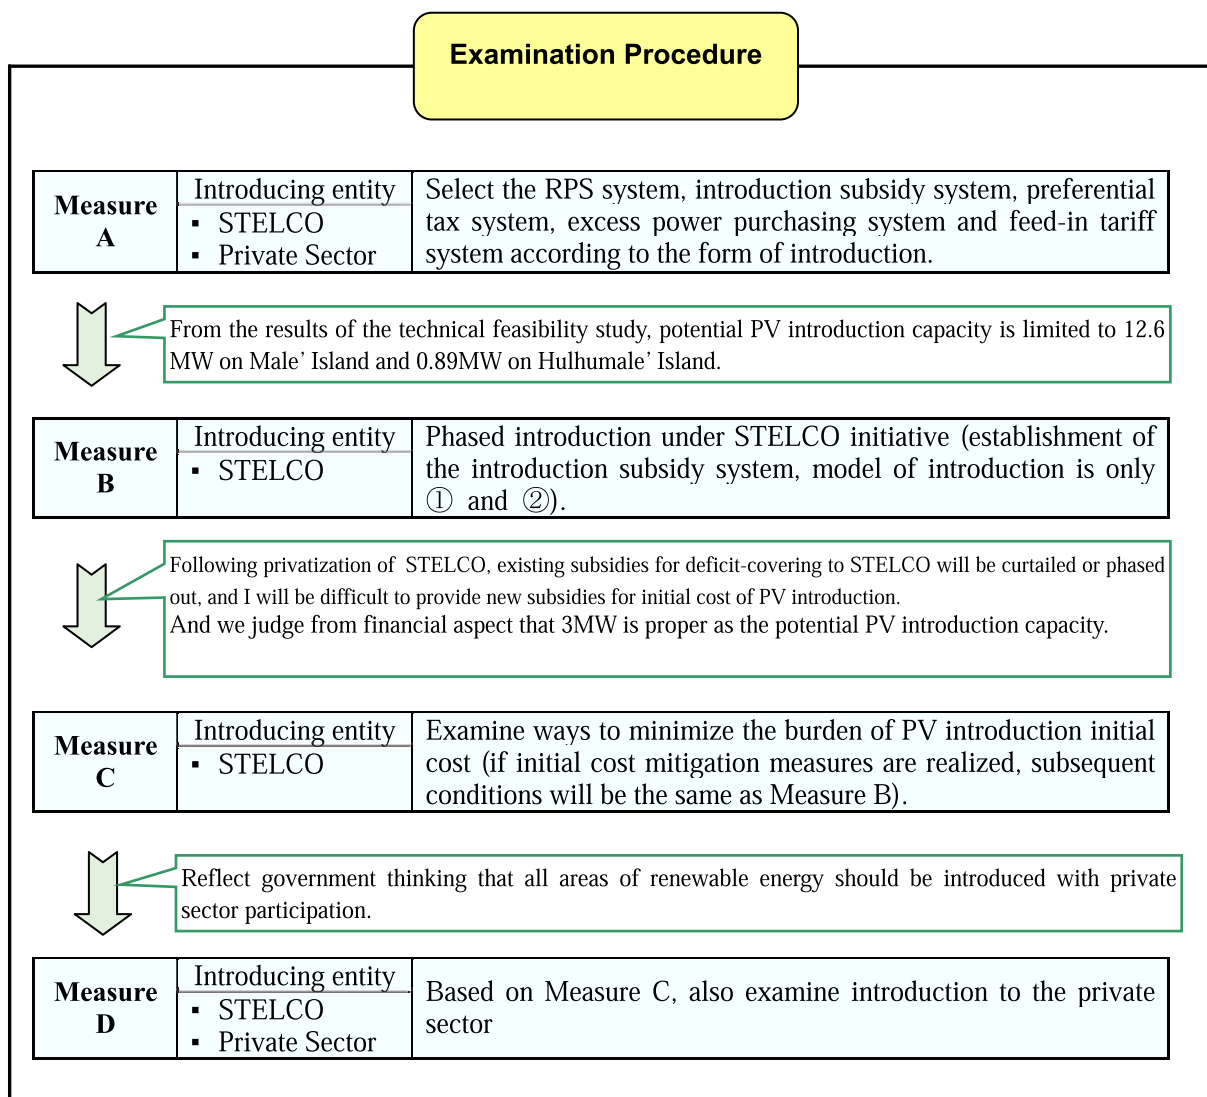 Examination Procedure
Measure
A
Introducing entity
▪ STELCO
▪ Private Sector
Select the RPS system, introduction subsidy system, preferential
tax system, excess power purchasing system and feed-in tariff
system according to the form of introduction.
From the results of the technical feasibility study, potential PV introduction capacity is limited to 12.6
MW on Male’ Island and 0.89MW on Hulhumale’ Island.
Measure
B
Introducing entity
▪ STELCO
Phased introduction under STELCO initiative (establishment of
the introduction subsidy system, model of introduction is only
① and ②).
Following privatization of STELCO, existing subsidies for deficit-covering to STELCO will be curtailed or phased
out, and I will be difficult to provide new subsidies for initial cost of PV introduction.
And we judge from financial aspect that 3MW is proper as the potential PV introduction capacity.
Measure
C
Introducing entity
▪ STELCO
Examine ways to minimize the burden of PV introduction initial
cost (if initial cost mitigation measures are realized, subsequent
conditions will be the same as Measure B).
Reflect government thinking that all areas of renewable energy should be introduced with private
sector participation.
Measure
D
Introducing entity
▪ STELCO
▪ Private Sector
Based on Measure C, also examine introduction to the private
sector